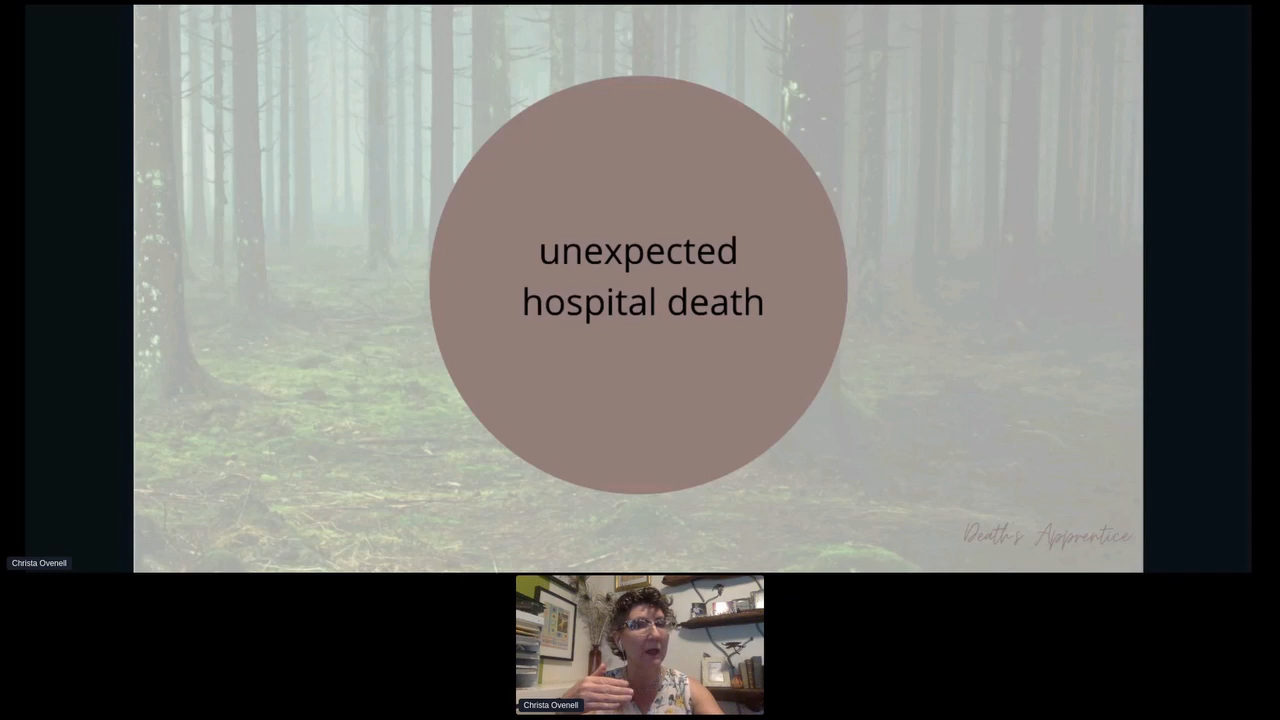 unexpected
hospital death
Death's Apprentice
Christa Ovenell
Christa Ovenell